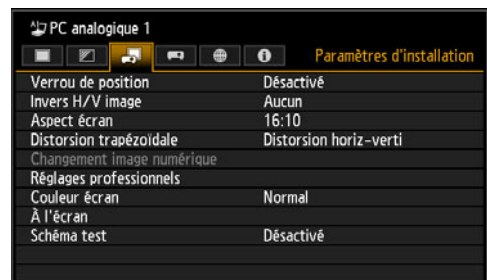 PC analogique 1
Paramètres d'installation
Verrou de position Désactivé
Invers H/V image Aucun
Aspect écran 16:10
Distorsion trapézoïdale Distorsion horiz-verti
Changement image numérique
Réglages professionnels
Couleur écran Normal
À l'écran
Schéma test Désactivé